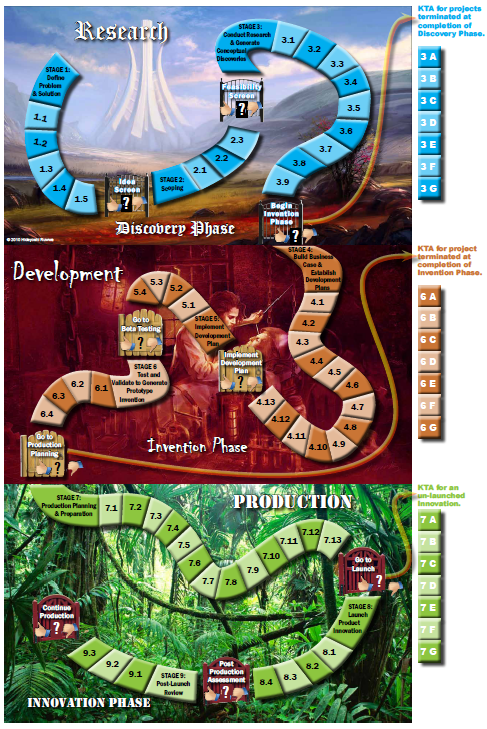 Research
STAGE 1:
Define
Problem
& Solution
1.1
1.2
1.3
1.4
1.5
Idea
Screen
?
STAGE 2:
Scoping
2.1
2.2
2.3
Feasibility
Screen
?
STAGE 3:
Conduct Research
& Generate
Conceptual
Discoveries
3.1
3.2
3.3
3.4
3.5
3.6
3.7
3.8
3.9
Begin
Invention
Phase
?
Discovery Phase
KTA for projects
terminated at
completion of
Discovery Phase.
3 A
3 B
3 C
3 D
3 E
3 F
3 G
Development
STAGE 4:
Build Business
Case &
Establish
Development
Plans
4.1
4.2
4.3
4.4
4.5
4.6
4.7
4.8
4.9
4.10
4.11
4.12
4.13
Implement
Development
Plan
?
STAGE 5:
Implement
Development
Plan
5.1
5.2
5.3
5.4
Go to
Beta Testing
?
STAGE 6
Test and
Validate to Generate
Prototype
Invention
6.1
6.2
6.3
6.4
Go to
Production
Planning
?
Invention Phase
KTA for project
terminated at
completion of
Invention Phase.
6 A
6 B
6 C
6 D
6 E
6 F
6 G
PRODUCTION
STAGE 7:
Production Planning
& Preparation
7.1
7.2
7.3
7.4
7.5
7.6
7.7
7.8
7.9
7.10
7.11
7.12
7.13
Go to
Launch
?
STAGE 8:
Launch
Product
Innovation
8.1
8.2
8.3
8.4
Post
Production
Assessment
?
STAGE 9:
Post-Launch
Review
9.1
9.2
9.3
Continue
Production
?
INNOVATION PHASE
KTA for an
un-launched
Innovation.
7 A
7 B
7 C
7 D
7 E
7 F
7 G